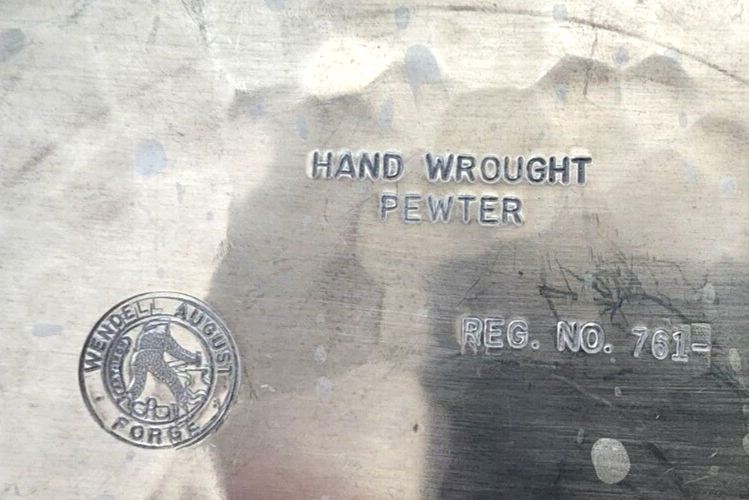 HAND WROUGHT
PEWTER
REG. NO. 761-
WENDELL AUGUST
FORGE